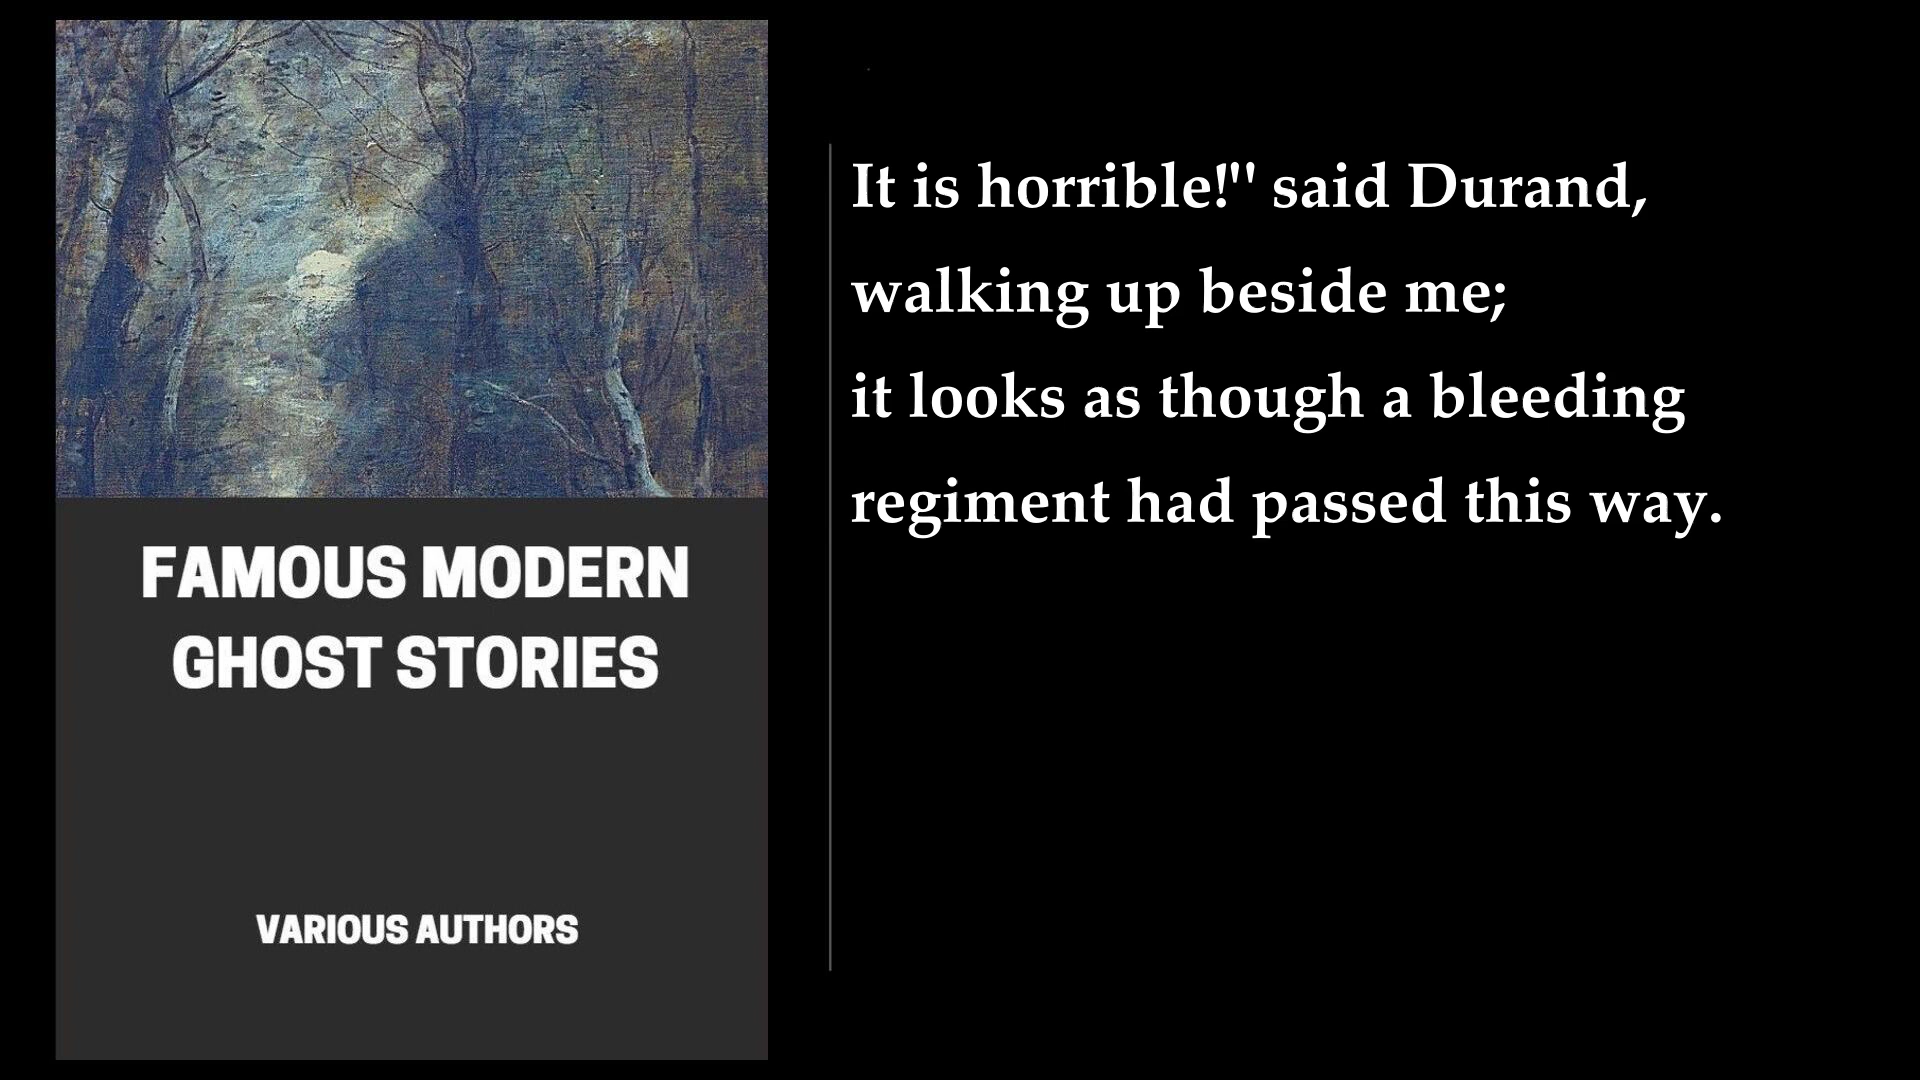 FAMOUS MODERN
GHOST STORIES
VARIOUS AUTHORS
It is horrible!" said Durand,
walking up beside me;
it looks as though a bleeding
regiment had passed this way.